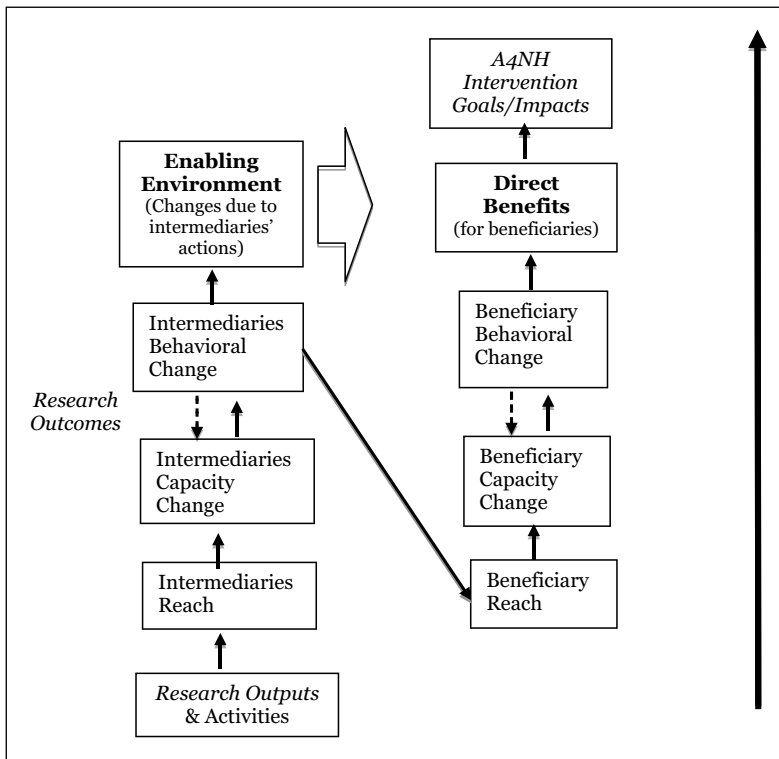 A4NH
Intervention
Goals/Impacts
Enabling
Environment
(Changes due to
intermediaries’
actions)
Direct
Benefits
(for beneficiaries)
Intermediaries
Behavioral
Change
Beneficiary
Behavioral
Change
Research
Outcomes
Intermediaries
Capacity
Change
Beneficiary
Capacity
Change
Intermediaries
Reach
Beneficiary
Reach
Research Outputs
& Activities